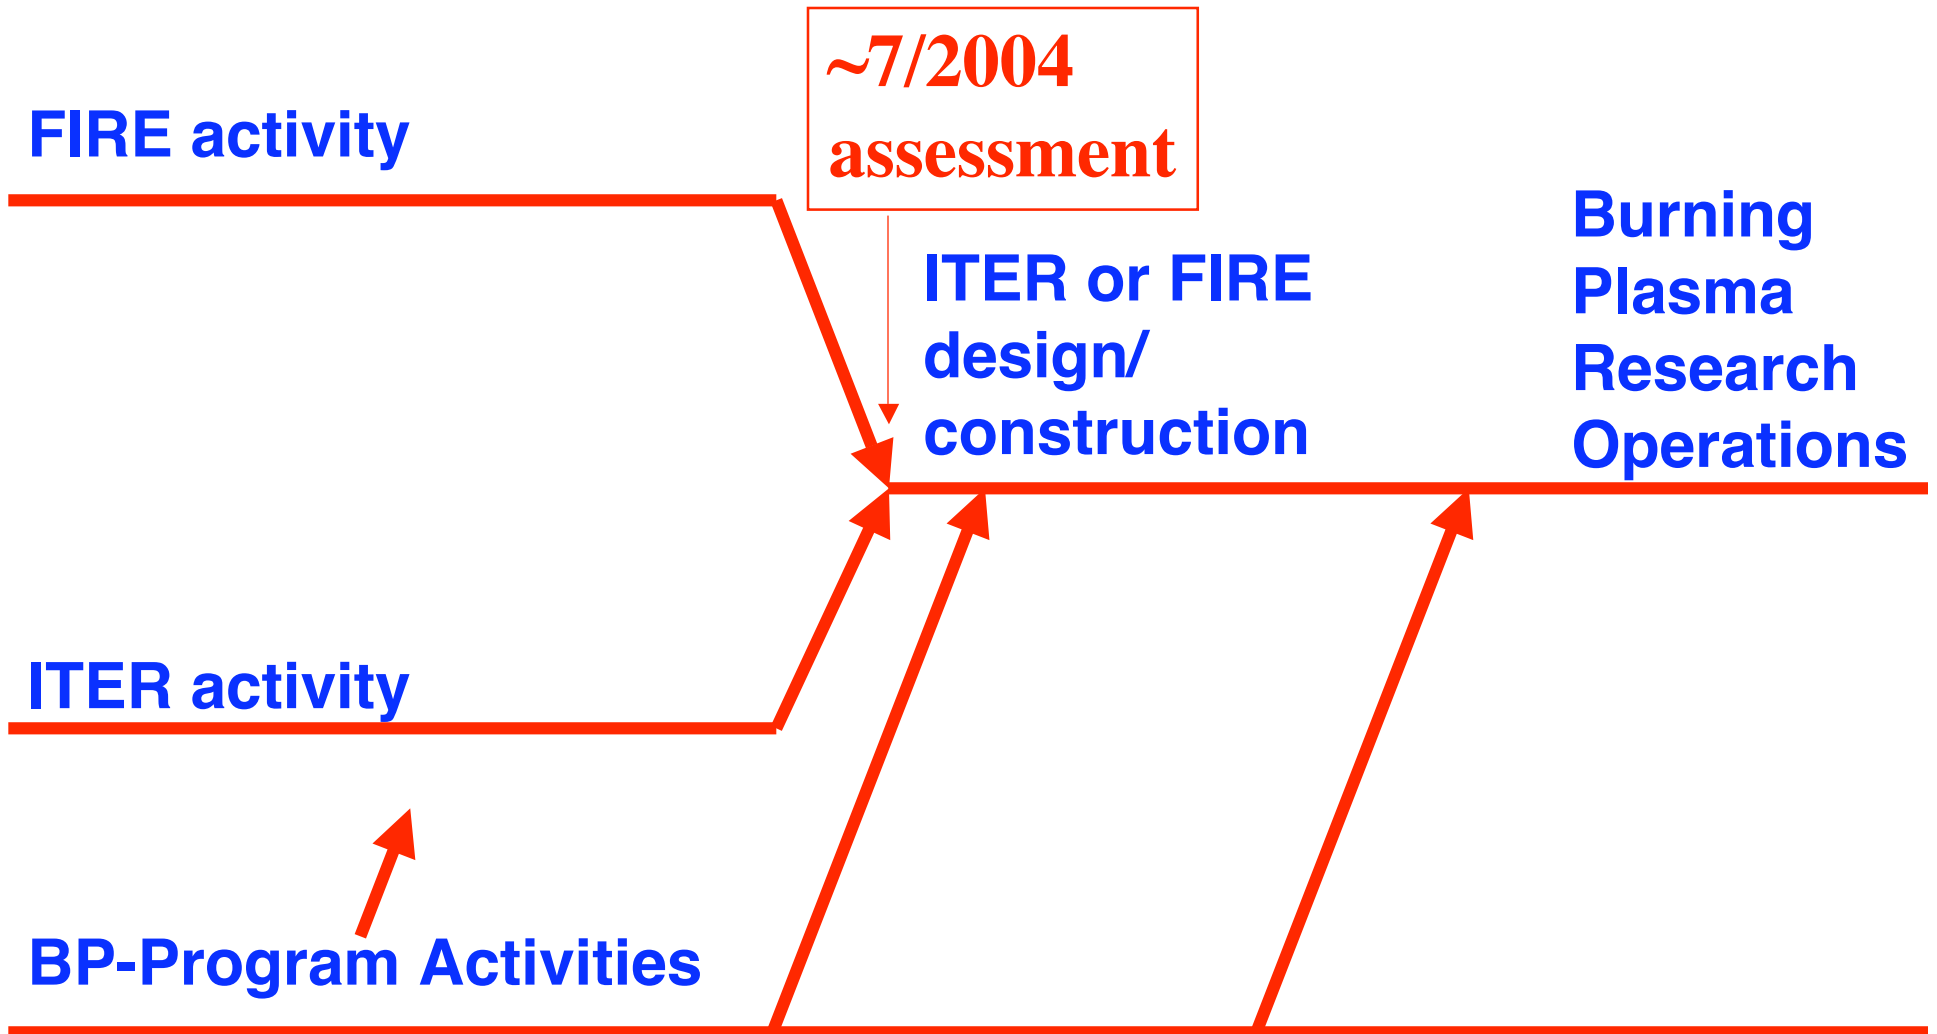 ~7/2004
assessment
FIRE activity
ITER or FIRE
design/
construction
Burning
Plasma
Research
Operations
ITER activity
BP-Program Activities